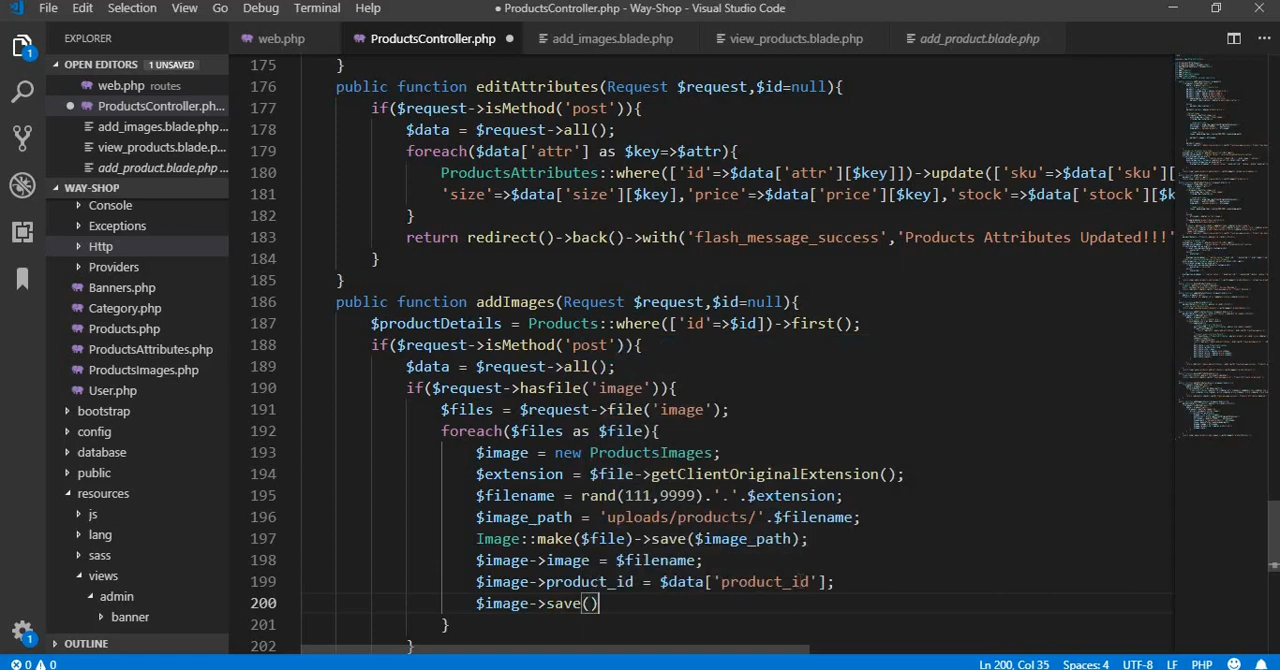 File Edit Selection View Go Debug Terminal Help
● ProductsController.php - Way-Shop - Visual Studio Code
EXPLORER
web.php
ProductsController.php ●
add_images.blade.php
view_products.blade.php
add_product.blade.php
OPEN EDITORS 1 UNSAVED
web.php routes
● ProductsController.ph...
add_images.blade.php...
view_products.blade.p...
add_product.blade.php...
WAY-SHOP
Console
Exceptions
Http
Providers
Banners.php
Category.php
Products.php
ProductsAttributes.php
ProductsImages.php
User.php
bootstrap
config
database
public
resources
js
lang
sass
views
admin
banner
OUTLINE
175 }
176 public function editAttributes(Request $request,$id=null){
177 if($request->isMethod('post')){
178 $data = $request->all();
179 foreach($data['attr'] as $key=>$attr){
180 ProductsAttributes::where(['id'=>$data['attr'][$key]])->update(['sku'=>$data['sku'][
181 'size'=>$data['size'][$key],'price'=>$data['price'][$key],'stock'=>$data['stock'][$k
182 }
183 return redirect()->back()->with('flash_message_success','Products Attributes Updated!!!'
184 }
185 }
186 public function addImages(Request $request,$id=null){
187 $productDetails = Products::where(['id'=>$id])->first();
188 if($request->isMethod('post')){
189 $data = $request->all();
190 if($request->hasfile('image')){
191 $files = $request->file('image');
192 foreach($files as $file){
193 $image = new ProductsImages;
194 $extension = $file->getClientOriginalExtension();
195 $filename = rand(111,9999).'.'.$extension;
196 $image_path = 'uploads/products/'.$filename;
197 Image::make($file)->save($image_path);
198 $image->image = $filename;
199 $image->product_id = $data['product_id'];
200 $image->save()
201 }
202 }
0 0 Ln 200, Col 35 Spaces: 4 UTF-8 LF PHP 1